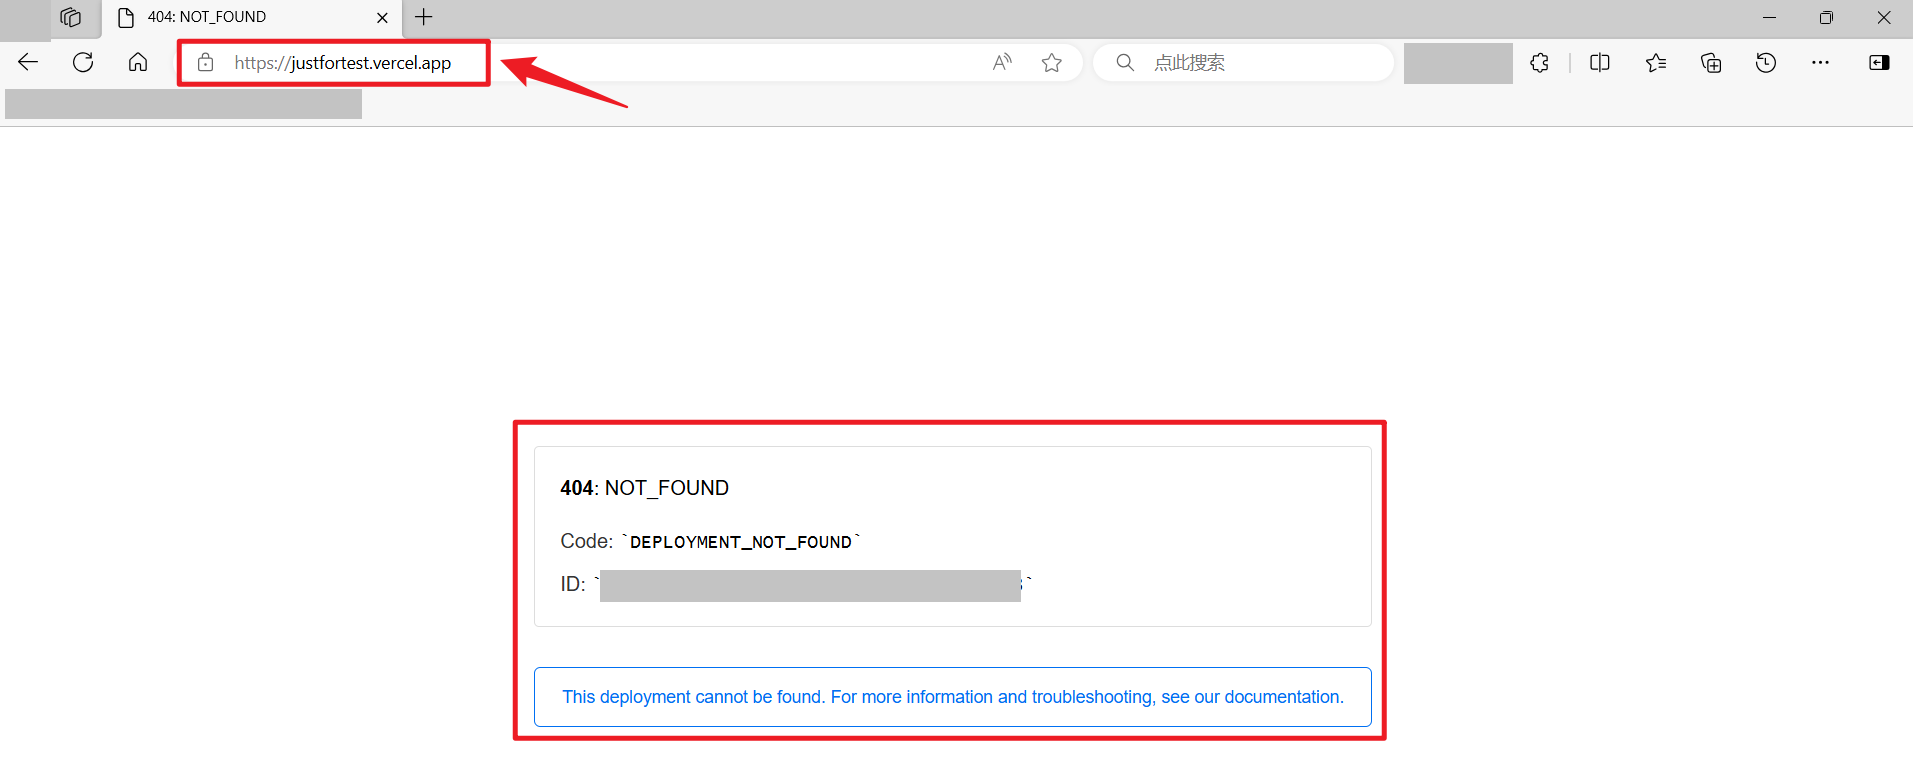 404: NOT_FOUND
https://justfortest.vercel.app
点此搜索
404: NOT_FOUND
Code: `DEPLOYMENT_NOT_FOUND`
ID: ` `
This deployment cannot be found. For more information and troubleshooting, see our documentation.